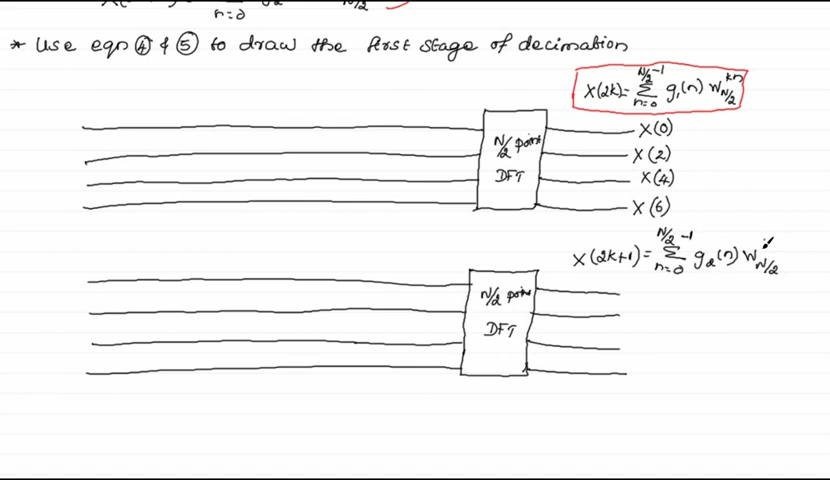 * Use eqn ④ & ⑤ to draw the first stage of decimation
X(2k)= Σ_{n=0}^{N/2-1} g₁(n) W_{N/2}^{kn}
N/2 point
DFT
X(0)
X(2)
X(4)
X(6)
X(2k+1)= Σ_{n=0}^{N/2-1} g₂(n) W_{N/2}
N/2 point
DFT